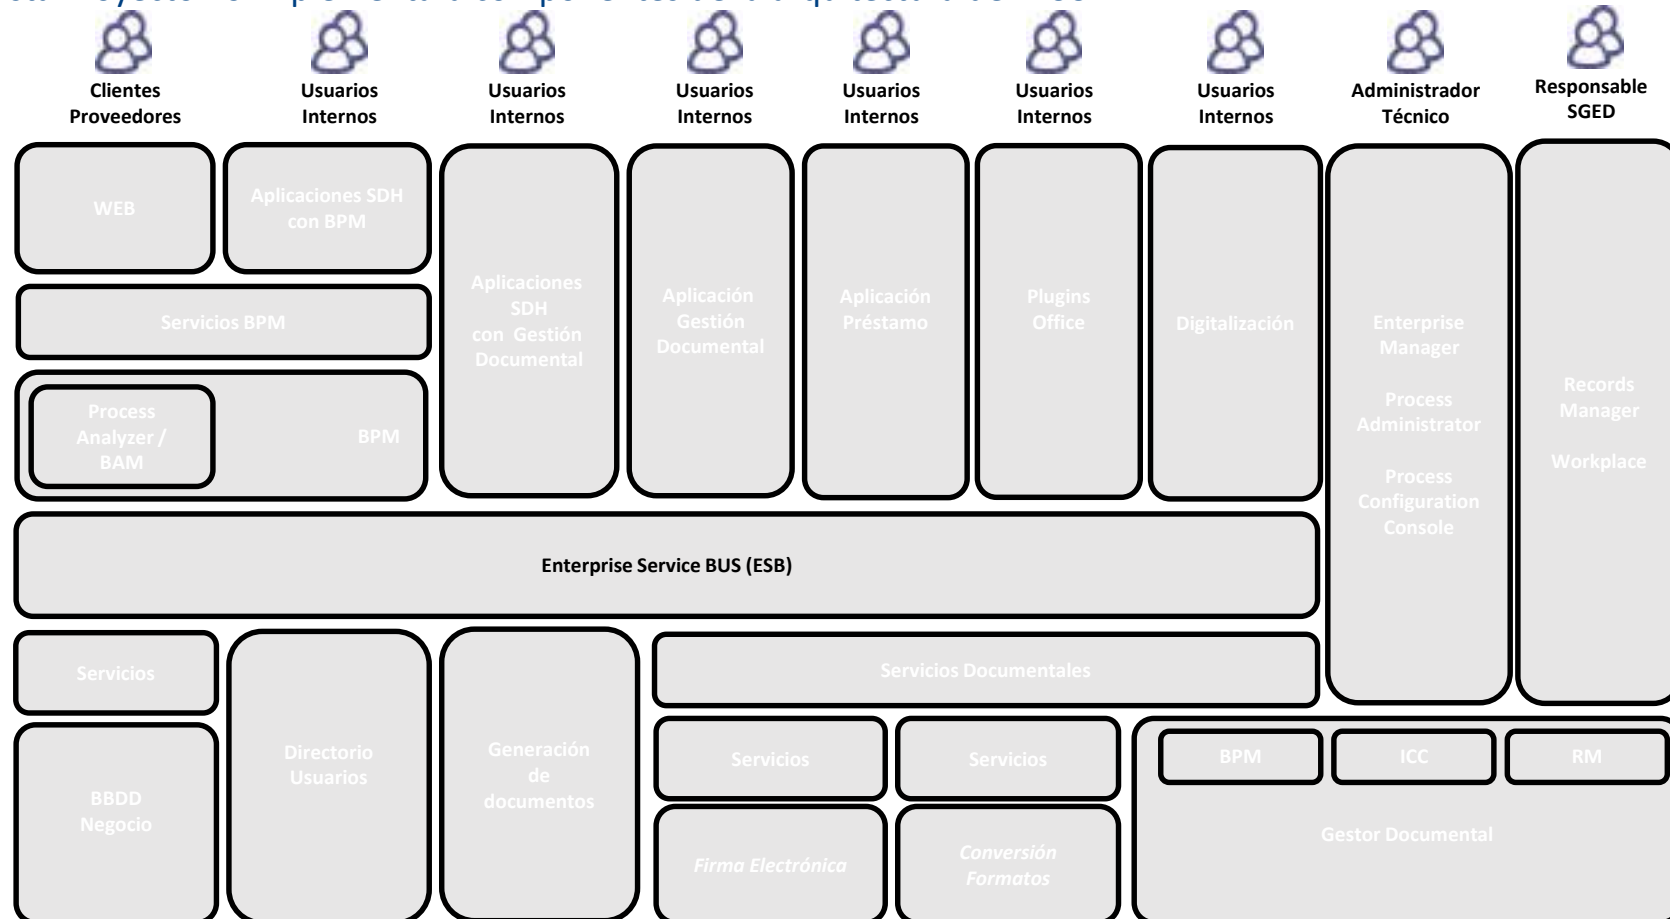 Clientes
Proveedores
Usuarios
Internos
Usuarios
Internos
Usuarios
Internos
Usuarios
Internos
Usuarios
Internos
Usuarios
Internos
Administrador
Técnico
Responsable
SGED
WEB
Aplicaciones SDH
con BPM
Servicios BPM
Process
Analyzer /
BAM
BPM
Aplicaciones
SDH
con Gestión
Documental
Aplicación
Gestión
Documental
Aplicación
Préstamo
Plugins
Office
Digitalización
Enterprise
Manager
Process
Administrator
Process
Configuration
Console
Records
Manager
Workplace
Enterprise Service BUS (ESB)
Servicios
BBDD
Negocio
Directorio
Usuarios
Generación
de
documentos
Servicios Documentales
Servicios
Servicios
Firma Electrónica
Conversión
Formatos
BPM
ICC
RM
Gestor Documental